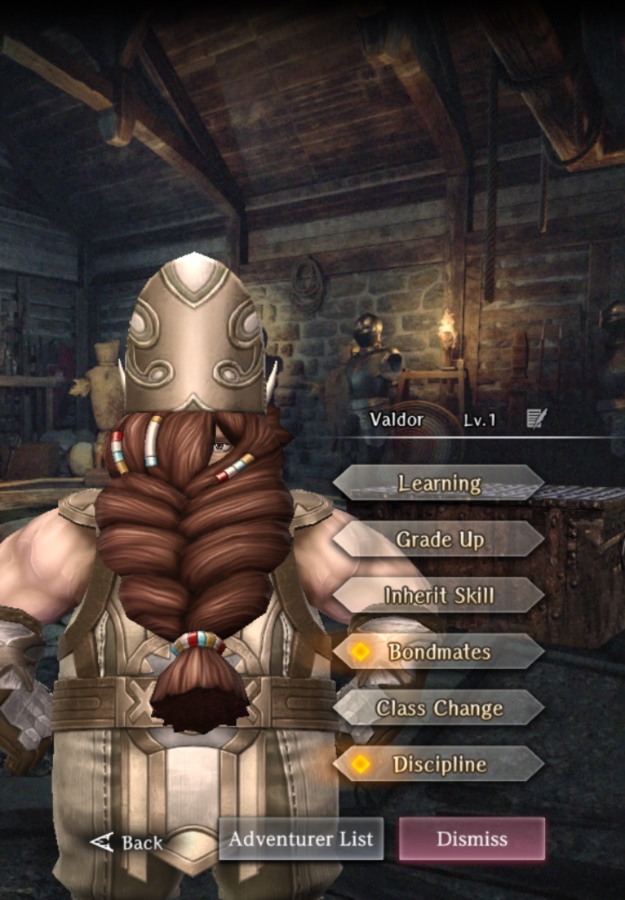 Valdor Lv.1
Learning
Grade Up
Inherit Skill
Bondmates
Class Change
Discipline
Back
Adventurer List
Dismiss